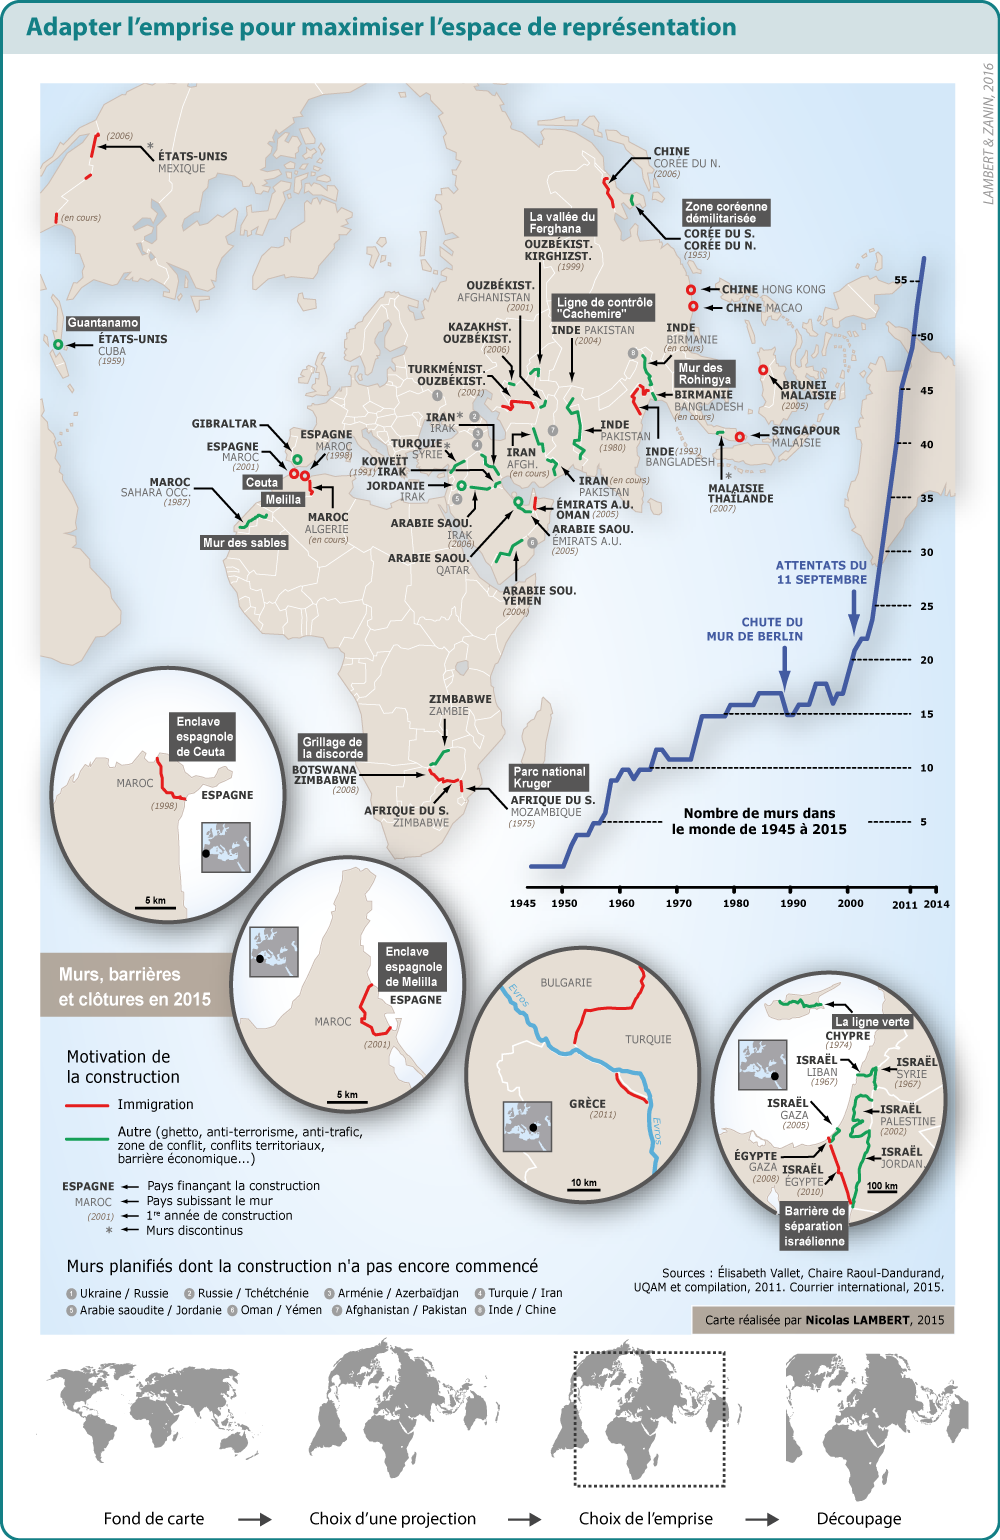 Adapter l’emprise pour maximiser l’espace de représentation
LAMBERT & ZANIN, 2016
(2006)
*
ÉTATS-UNIS
MEXIQUE
(en cours)
Guantanamo
ÉTATS-UNIS
CUBA
(1959)
CHINE
CORÉE DU N.
(2006)
Zone coréenne
démilitarisée
CORÉE DU S.
CORÉE DU N.
(1953)
La vallée du
Ferghana
OUZBÉKIST.
KIRGHIZST.
(1999)
OUZBÉKIST.
AFGHANISTAN
(2001)
Ligne de contrôle
"Cachemire"
INDE PAKISTAN
(2004)
KAZAKHST.
OUZBÉKIST.
(2006)
TURKMÉNIST.
OUZBÉKIST.
(2001)
CHINE HONG KONG
CHINE MACAO
INDE
BIRMANIE
(en cours)
8
Mur des
Rohingya
BIRMANIE
BANGLADESH
(en cours)
BRUNEI
MALAISIE
(2005)
SINGAPOUR
MALAISIE
*
MALAISIE
THAÏLANDE
(2007)
INDE
PAKISTAN
(1980)
INDE (1993)
BANGLADESH
1
2
3
4
5
6
7
IRAN*
IRAK
TURQUIE*
SYRIE
KOWEÏT
(1991) IRAK
JORDANIE
IRAK
IRAN
AFGH.
(en cours)
IRAN (en cours)
PAKISTAN
ÉMIRATS A.U.
OMAN (2005)
ARABIE SAOU.
ÉMIRATS A.U.
(2005)
ARABIE SAOU.
IRAK
(2006)
ARABIE SAOU.
QATAR
ARABIE SOU.
YEMEN
(2004)
GIBRALTAR
ESPAGNE
MAROC
(2001)
ESPAGNE
MAROC
(1998)
Ceuta
Melilla
MAROC
SAHARA OCC.
(1987)
MAROC
ALGERIE
(en cours)
Mur des sables
ZIMBABWE
ZAMBIE
Grillage de
la discorde
BOTSWANA
ZIMBABWE
(2008)
AFRIQUE DU S.
ZIMBABWE
Parc national
Kruger
AFRIQUE DU S.
MOZAMBIQUE
(1975)
55
50
45
40
35
30
25
20
15
10
5
ATTENTATS DU
11 SEPTEMBRE
CHUTE DU
MUR DE BERLIN
Nombre de murs dans
le monde de 1945 à 2015
1945 1950 1960 1970 1980 1990 2000 2011 2014
Enclave
espagnole
de Ceuta
MAROC
ESPAGNE
(1998)
5 km
Murs, barrières
et clôtures en 2015
Enclave
espagnole
de Melilla
ESPAGNE
MAROC
(2001)
5 km
BULGARIE
Evros
TURQUIE
GRÈCE
(2011)
Evros
10 km
La ligne verte
CHYPRE
(1974)
ISRAËL
LIBAN
(1967)
ISRAËL
SYRIE
(1967)
ISRAËL
GAZA
(2005)
ISRAËL
PALESTINE
(2002)
ÉGYPTE
GAZA
(2008)
ISRAËL
ÉGYPTE
(2010)
ISRAËL
JORDAN.
100 km
Barrière de
séparation
israélienne
Motivation de
la construction
Immigration
Autre (ghetto, anti-terrorisme, anti-trafic,
zone de conflit, conflits territoriaux,
barrière économique...)
ESPAGNE Pays finançant la construction
MAROC Pays subissant le mur
(2001) 1re année de construction
* Murs discontinus
Murs planifiés dont la construction n'a pas encore commencé
1 Ukraine / Russie 2 Russie / Tchétchénie 3 Arménie / Azerbaïdjan 4 Turquie / Iran
5 Arabie saoudite / Jordanie 6 Oman / Yémen 7 Afghanistan / Pakistan 8 Inde / Chine
Sources : Élisabeth Vallet, Chaire Raoul-Dandurand,
UQAM et compilation, 2011. Courrier international, 2015.
Carte réalisée par Nicolas LAMBERT, 2015
Fond de carte
Choix d’une projection
Choix de l’emprise
Découpage